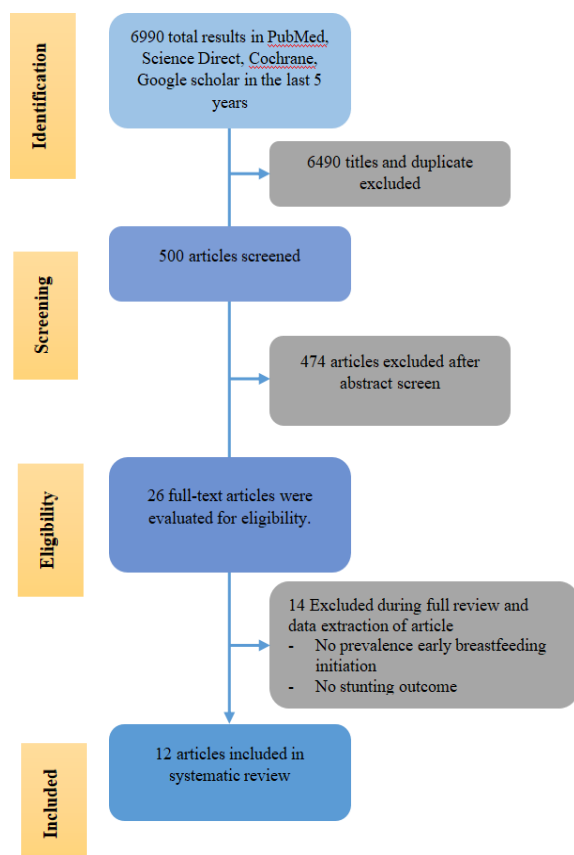 Identification
6990 total results in PubMed,
Science Direct, Cochrane,
Google scholar in the last 5
years
6490 titles and duplicate
excluded
Screening
500 articles screened
474 articles excluded after
abstract screen
Eligibility
26 full-text articles were
evaluated for eligibility.
14 Excluded during full review and
data extraction of article
- No prevalence early breastfeeding
initiation
- No stunting outcome
Included
12 articles included in
systematic review